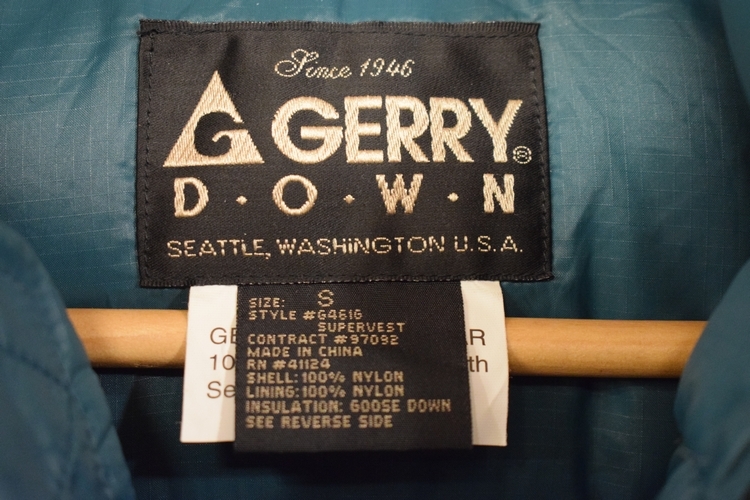 Since 1946
GERRY®
D·O·W·N
SEATTLE, WASHINGTON U.S.A.
SIZE: S
STYLE #G4616
SUPERVEST
CONTRACT #97092
MADE IN CHINA
RN #41124
SHELL: 100% NYLON
LINING: 100% NYLON
INSULATION: GOOSE DOWN
SEE REVERSE SIDE